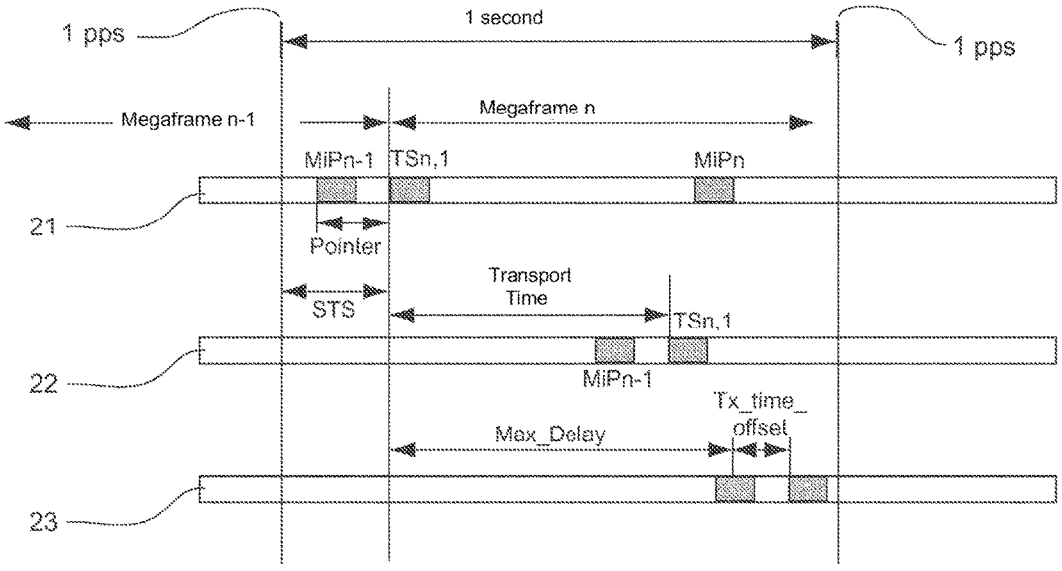 1 second
1 pps
1 pps
Megaframe n-1
Megaframe n
MiPn-1
TSn,1
MiPn
21
Pointer
Transport
Time
STS
TSn,1
22
MiPn-1
Tx_time_
offset
Max_Delay
23